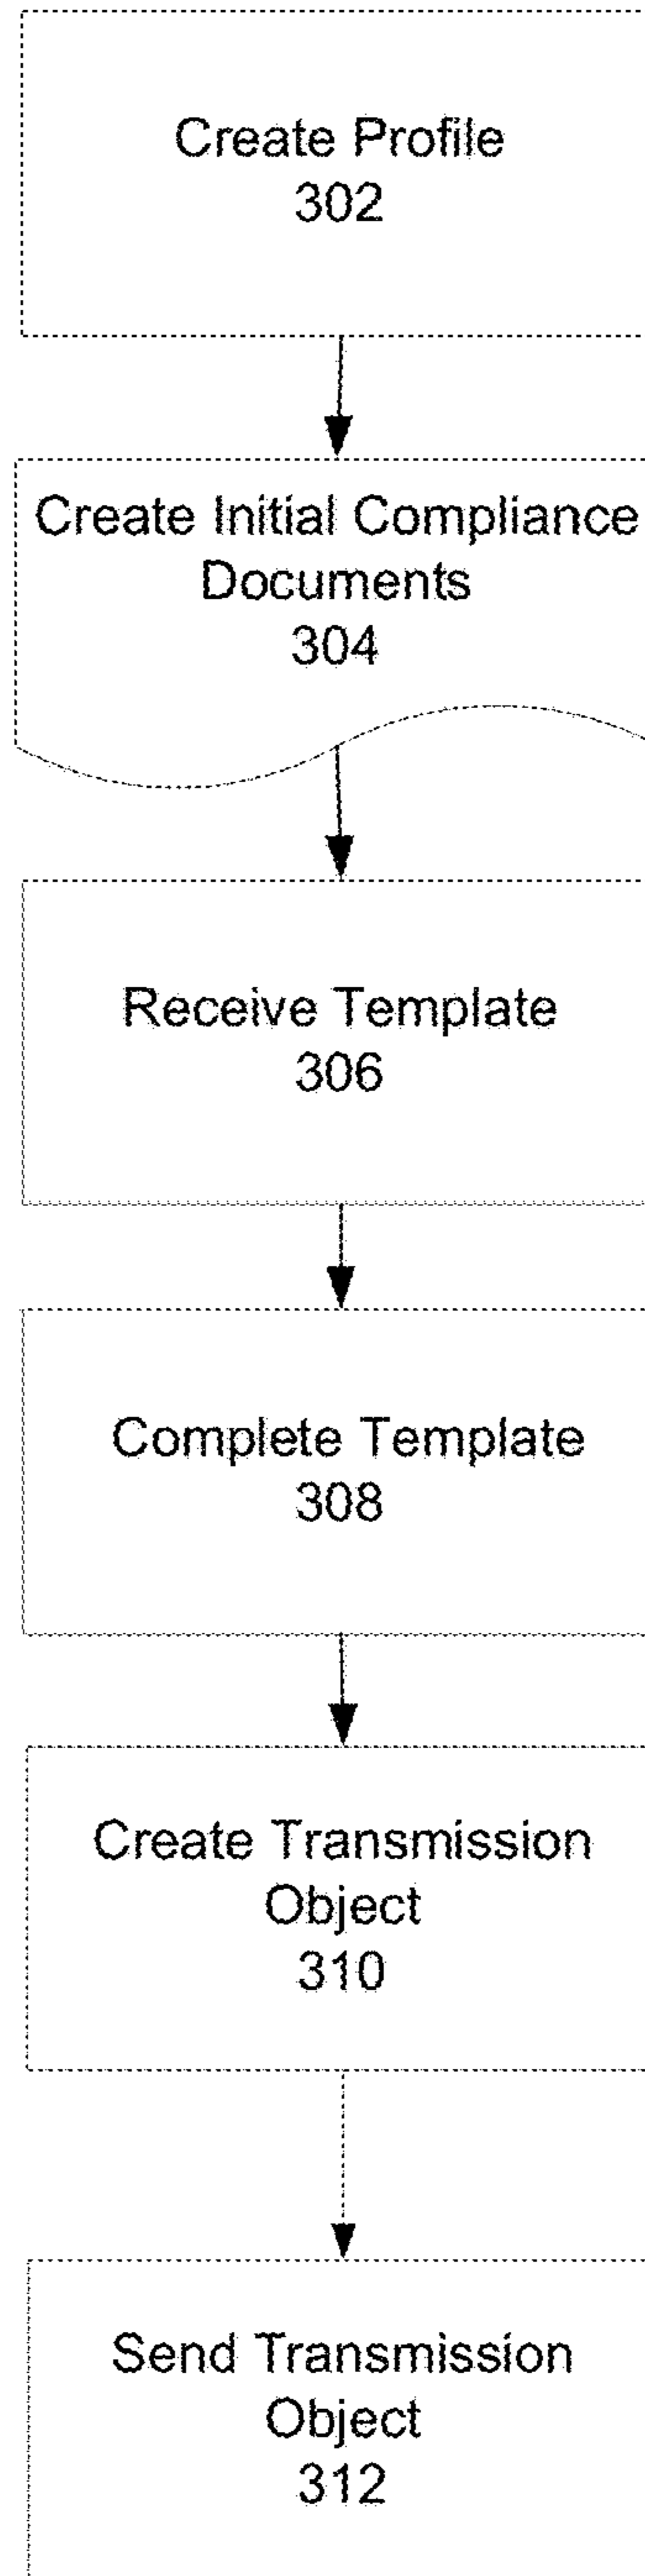 Create Profile
302
Create Initial Compliance
Documents
304
Receive Template
306
Complete Template
308
Create Transmission
Object
310
Send Transmission
Object
312